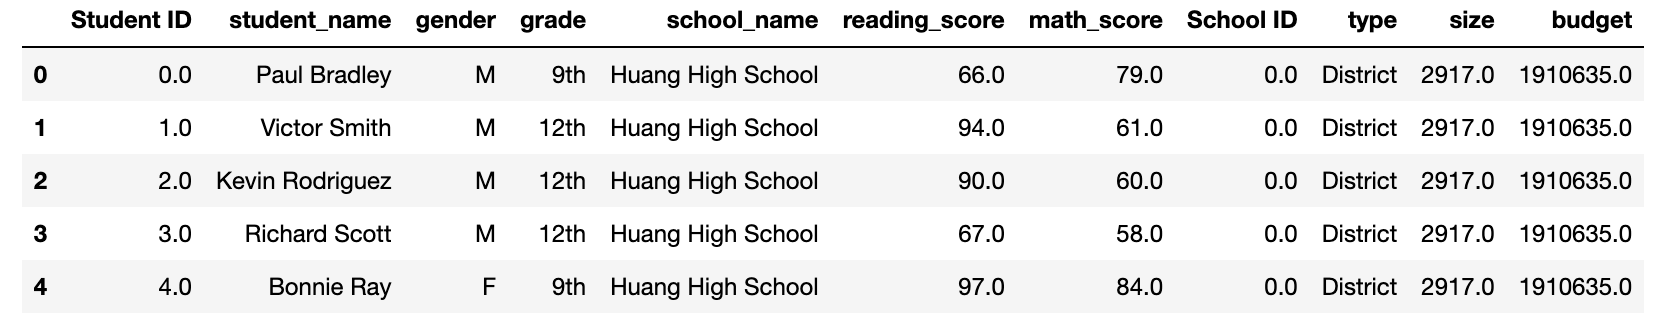 Student ID student_name gender grade school_name reading_score math_score School ID type size budget
0 0.0 Paul Bradley M 9th Huang High School 66.0 79.0 0.0 District 2917.0 1910635.0
1 1.0 Victor Smith M 12th Huang High School 94.0 61.0 0.0 District 2917.0 1910635.0
2 2.0 Kevin Rodriguez M 12th Huang High School 90.0 60.0 0.0 District 2917.0 1910635.0
3 3.0 Richard Scott M 12th Huang High School 67.0 58.0 0.0 District 2917.0 1910635.0
4 4.0 Bonnie Ray F 9th Huang High School 97.0 84.0 0.0 District 2917.0 1910635.0